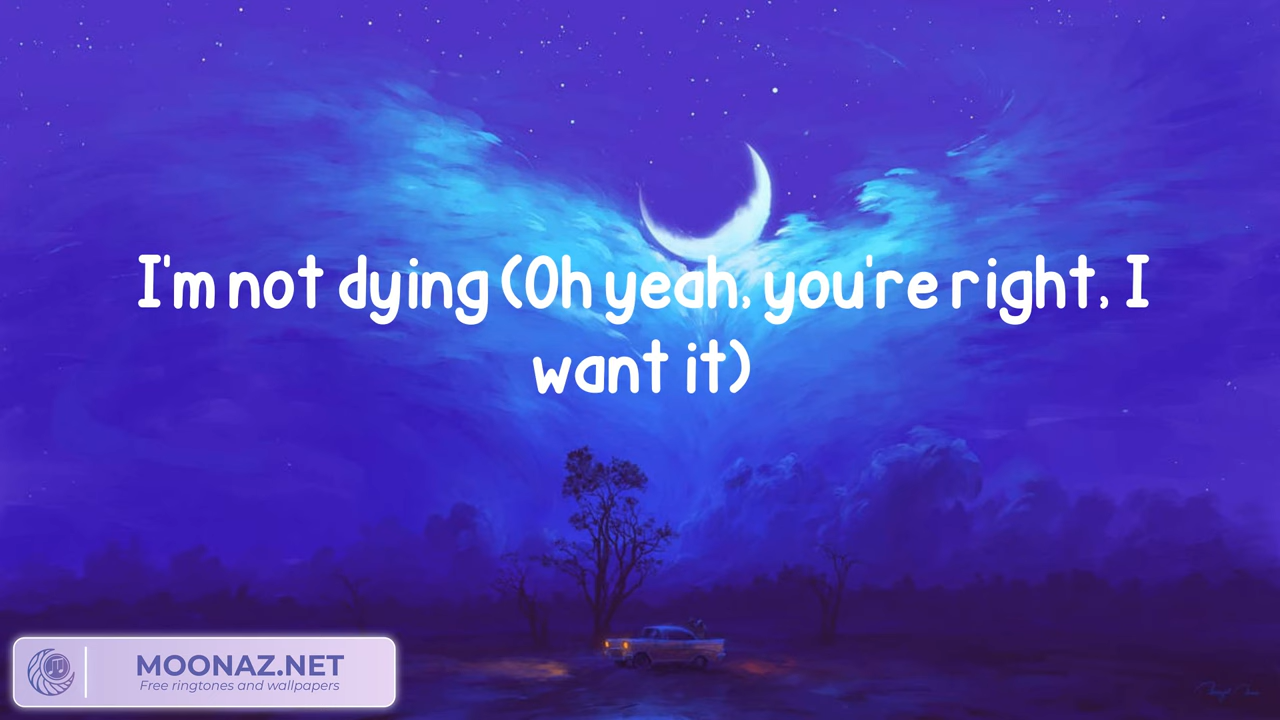 I'm not dying (Oh yeah, you're right, I
want it)
MOONAZ.NET
Free ringtones and wallpapers